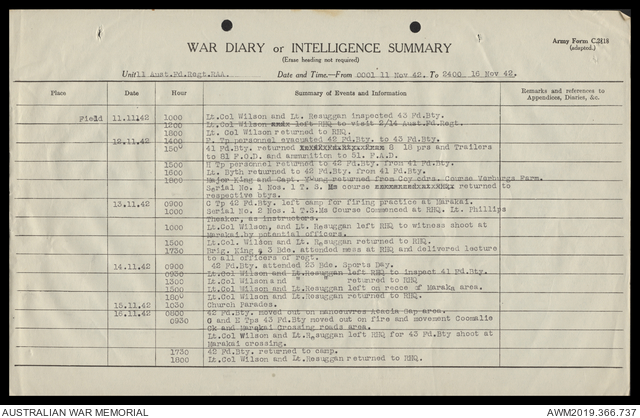 Army Form C.2118
(adapted.)
WAR DIARY or INTELLIGENCE SUMMARY
(Erase heading not required)
Unit 11 Aust.Fd.Regt.RAA. Date and Time.—From 0001 11 Nov 42. To 2400 16 Nov 42.
Place Date Hour Summary of Events and Information Remarks and references to
Appendices, Diaries, &c.
Field 11.11.42 1000 Lt.Col Wilson and Lt. Resuggan inspected 43 Fd.Bty.
1200 Lt.Col Wilson left RHQ to visit 2/14 Aust.Fd.Regt.
1800 Lt. Col Wilson returned to RHQ.
12.11.42 1400 F. Tp personnel evacuated 42 Fd.Bty. to 43 Fd.Bty.
1500 41 Fd.Bty. returned 8 18 prs and Trailers
to 81 F.O.D. and ammunition to 51. F.A.D.
1500 H Tp personnel returned to 42 Fd.Bty. from 41 Fd.Bty.
1600 Lt. Byth returned to 42 Fd.Bty. from 41 Fd.Bty.
1800 Major King and Capt. Young returned from Coy.cdrs. Course Verburgs Farm.
Serial No. 1 Nos. 1 T. S. Ms course returned to
respective btys.
13.11.42 0900 C Tp 42 Fd.Bty. left camp for firing practice at Marakai.
1000 Serial No. 2 Nos. 1 T.S.Ms Course Commenced at RHQ. Lt. Phillips
Theaker, as instructors.
1000 Lt.Col Wilson, and Lt. Resuggan left RHQ to witness shoot at
Marakai.by potential officers.
1500 Lt.Col. Wilson and Lt. Resuggan returned to RHQ.
1730 Brig. King & 3 Bde. attended mess at RHQ and delivered lecture
to all officers of regt.
14.11.42 0900 42 Fd.Bty. attended 23 Bde. Sports Day.
0930 Lt.Col Wilson and Lt.Resuggan left RHQ to inspect 41 Fd.Bty.
1300 Lt.Col Wilson and " " returned to RHQ
1500 Lt.Col Wilson and Lt.Resuggan left on recce of Maraka area.
1600 Lt.Col Wilson and Lt.Resuggan returned to RHQ.
15.11.42 1030 Church Parades.
16.11.42 0800 42 Fd.Bty. moved out on manoeuvres Acacia Gap area.
0930 G and E Tps 43 Fd.Bty moved out on fire and movement Coomalie
Ck and Marakai Crossing roads area.
Lt.Col Wilson and Lt.Resuggan left RHQ for 43 Fd.Bty shoot at
Marakai crossing.
1730 42 Fd.Bty. returned to camp.
1800 Lt.Col Wilson and Lt.Resuggan returned to RHQ.
AUSTRALIAN WAR MEMORIAL AWM2019.366.737